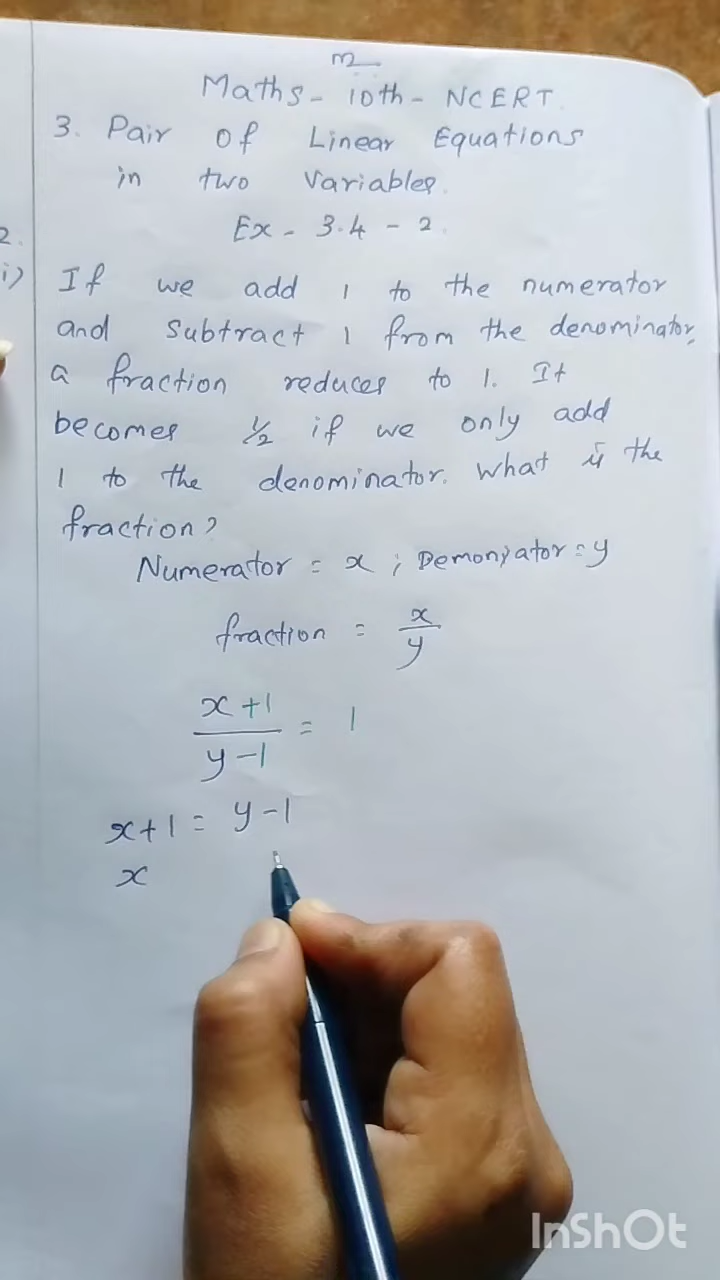 m
Maths - 10th - NCERT.
3. Pair of Linear Equations
in two Variables.
Ex - 3.4 - 2.
2.
i) If we add 1 to the numerator
and subtract 1 from the denominator,
a fraction reduces to 1. It
becomes 1/2 if we only add
1 to the denominator. What is the
fraction?
Numerator = x ; Demoniator = y
fraction = x/y
x+1/y-1 = 1
x+1 = y-1
x
InShOt